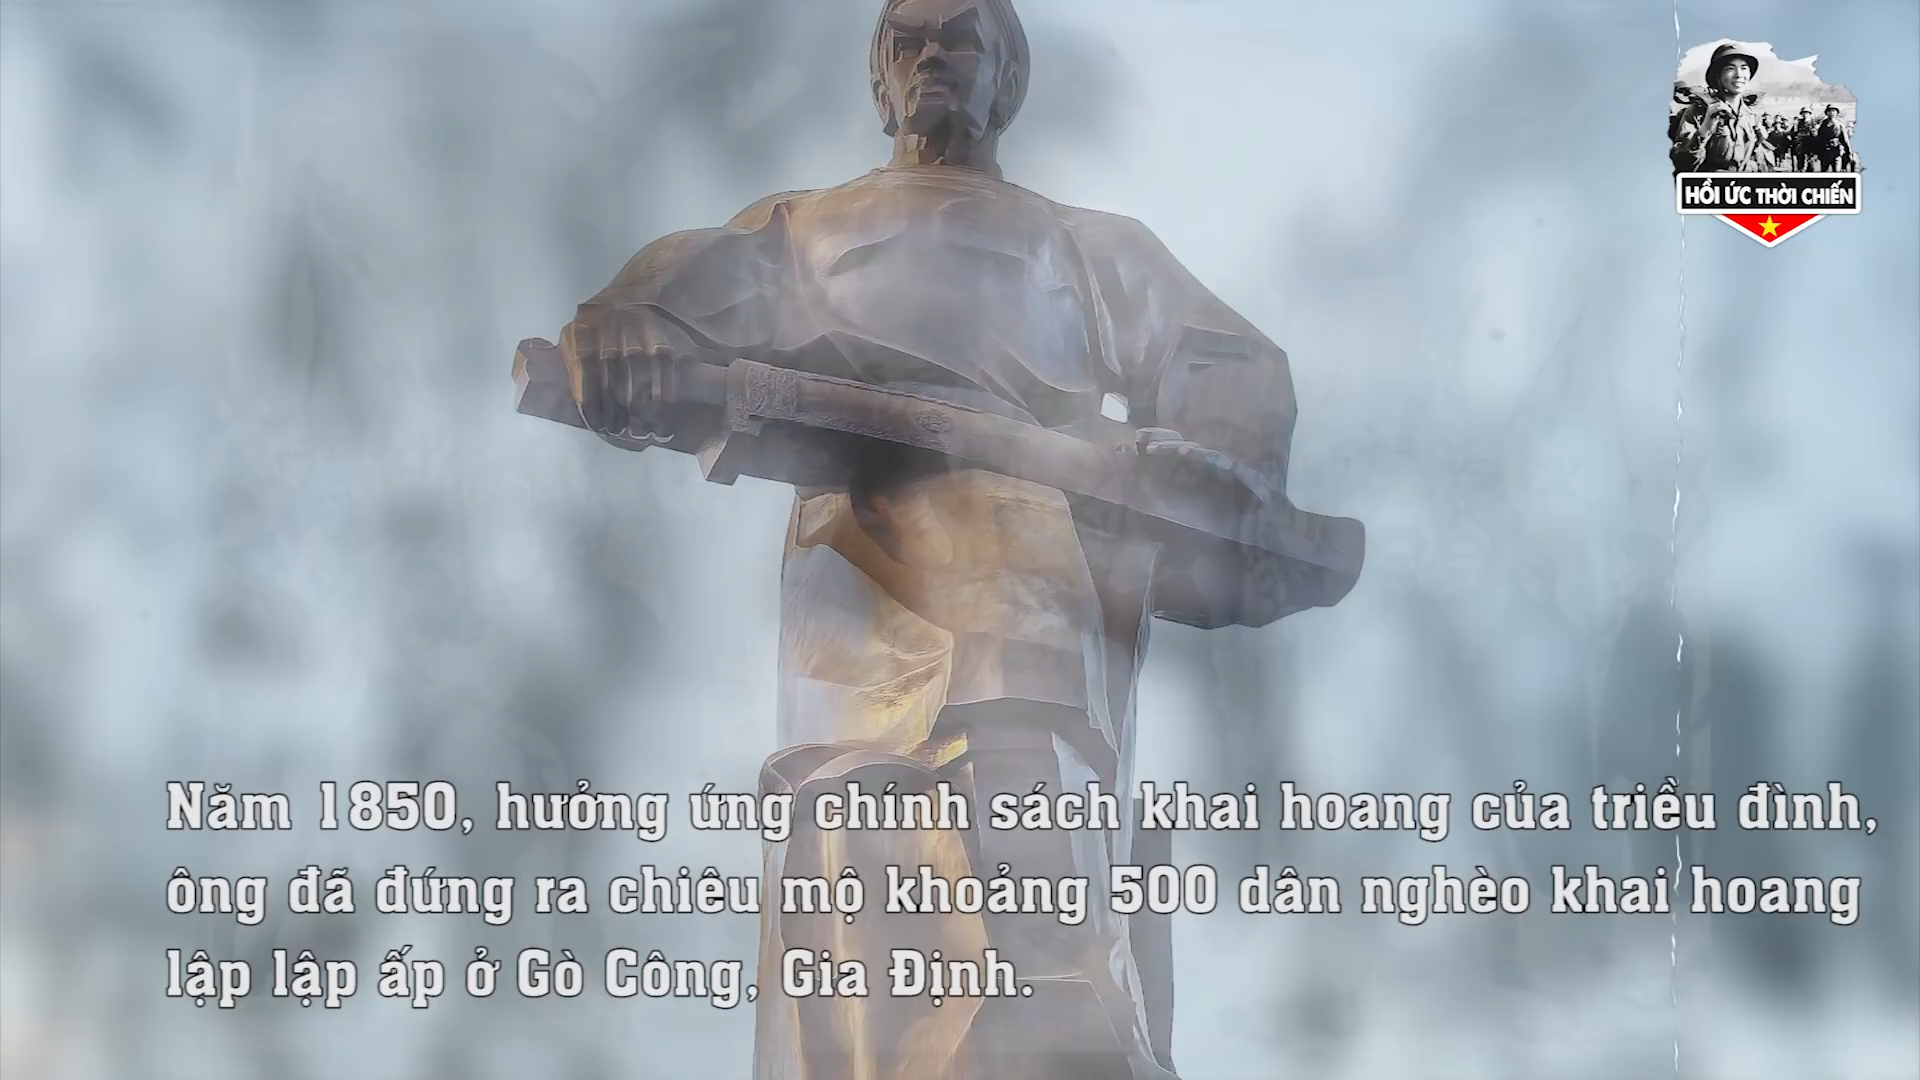 HỒI ỨC THỜI CHIẾN
Năm 1850, hưởng ứng chính sách khai hoang của triều đình,
ông đã đứng ra chiêu mộ khoảng 500 dân nghèo khai hoang
lập lập ấp ở Gò Công, Gia Định.